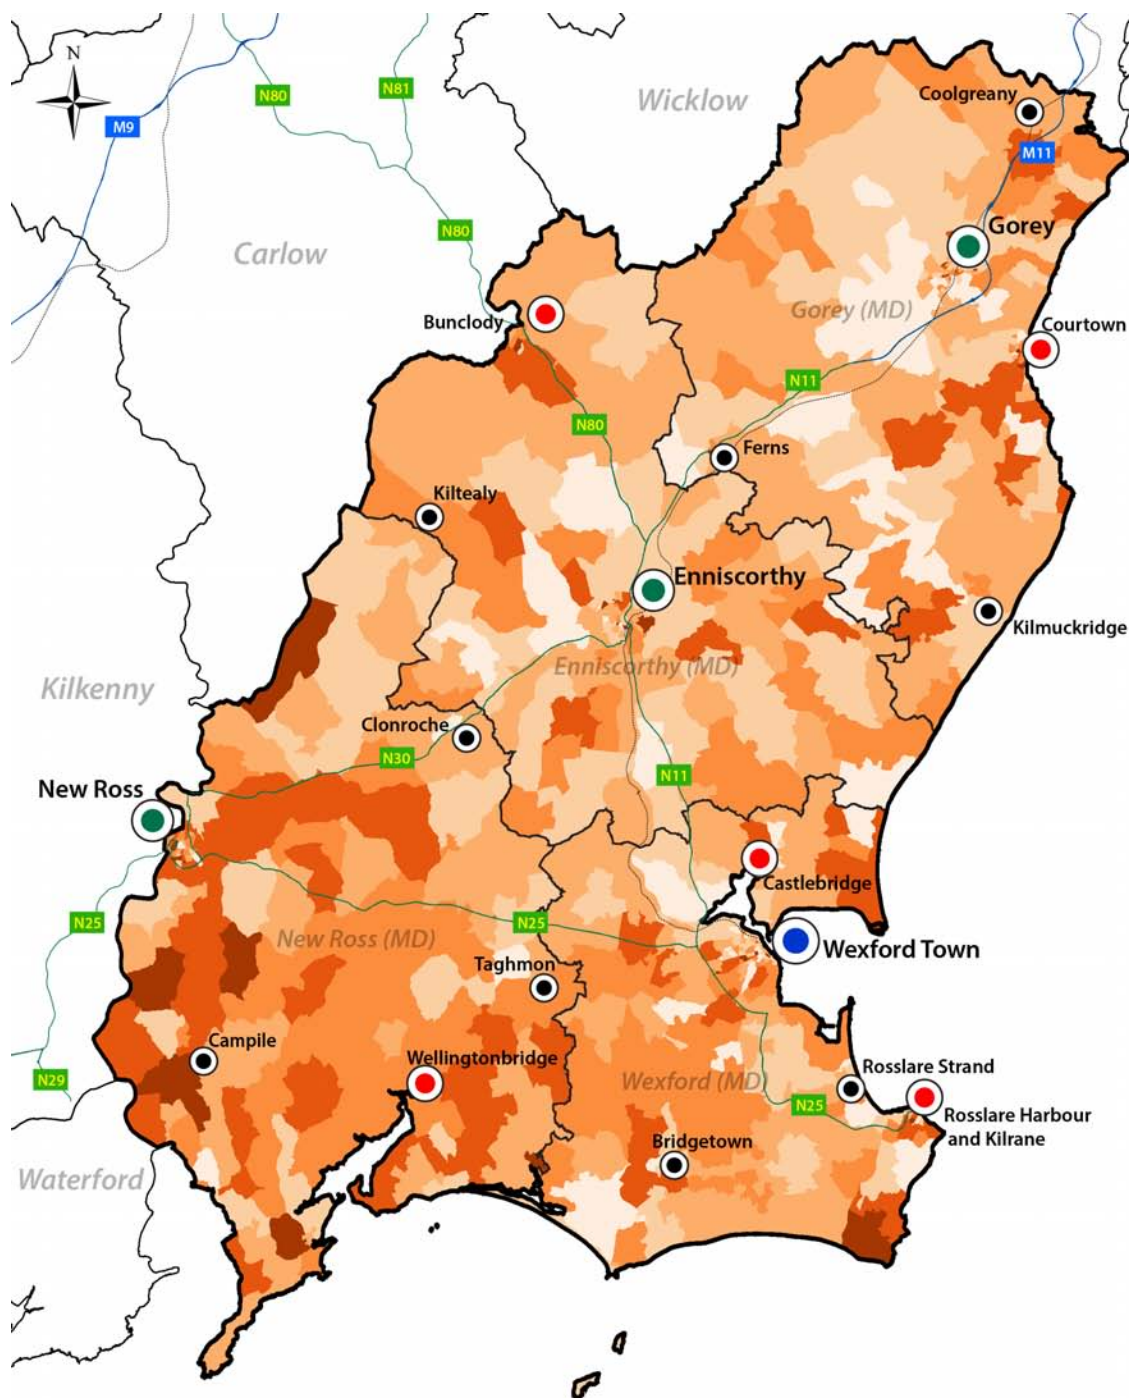 N
Coolgreany
N80
N81
Wicklow
M9
M11
Gorey
N80
Carlow
Gorey (MD)
Bunclody
Courtown
N11
N80
Ferns
Kiltealy
Enniscorthy
Kilmuckridge
Enniscorthy (MD)
Kilkenny
Clonroche
N30
N11
New Ross
Castlebridge
N25
N25
New Ross (MD)
Wexford Town
Taghmon
Campile
Wellingtonbridge
Rosslare Strand
N29
Wexford (MD)
N25
Rosslare Harbour
and Kilrane
Bridgetown
Waterford